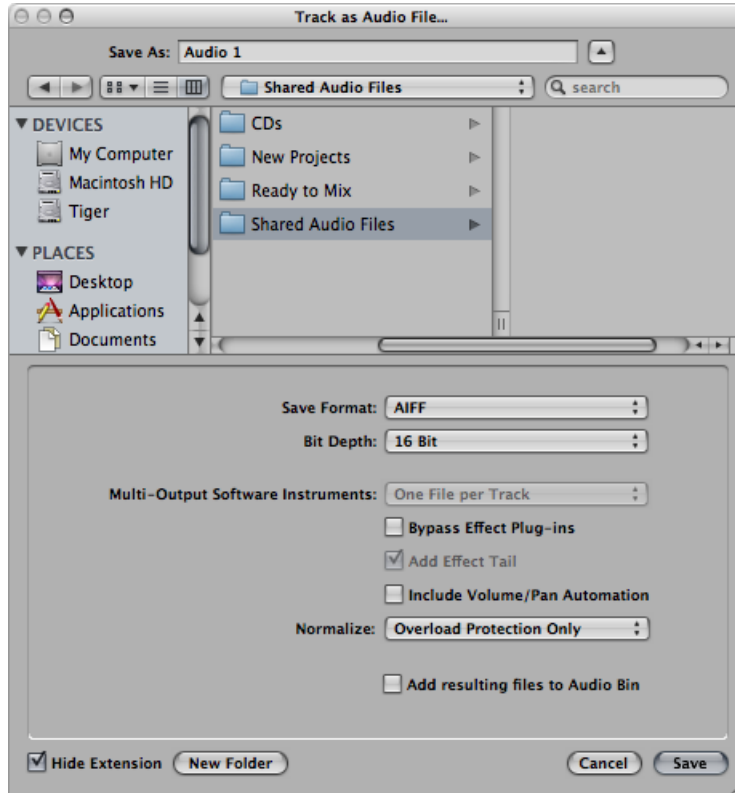 Track as Audio File...
Save As: Audio 1
Shared Audio Files
search
DEVICES
My Computer
Macintosh HD
Tiger
PLACES
Desktop
Applications
Documents
CDs
New Projects
Ready to Mix
Shared Audio Files
Save Format: AIFF
Bit Depth: 16 Bit
Multi-Output Software Instruments: One File per Track
Bypass Effect Plug-ins
Add Effect Tail
Include Volume/Pan Automation
Normalize: Overload Protection Only
Add resulting files to Audio Bin
Hide Extension New Folder Cancel Save